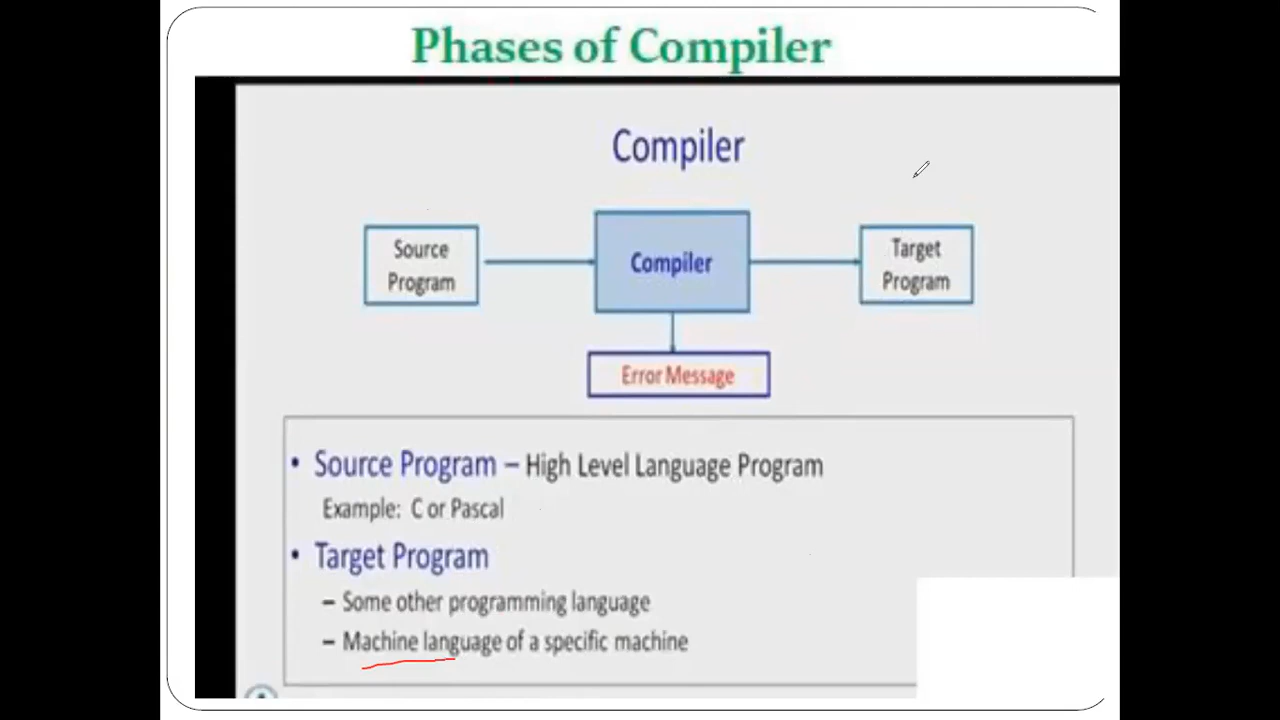 Phases of Compiler
Compiler
Source
Program
Compiler
Target
Program
Error Message
• Source Program – High Level Language Program
Example: C or Pascal
• Target Program
– Some other programming language
– Machine language of a specific machine